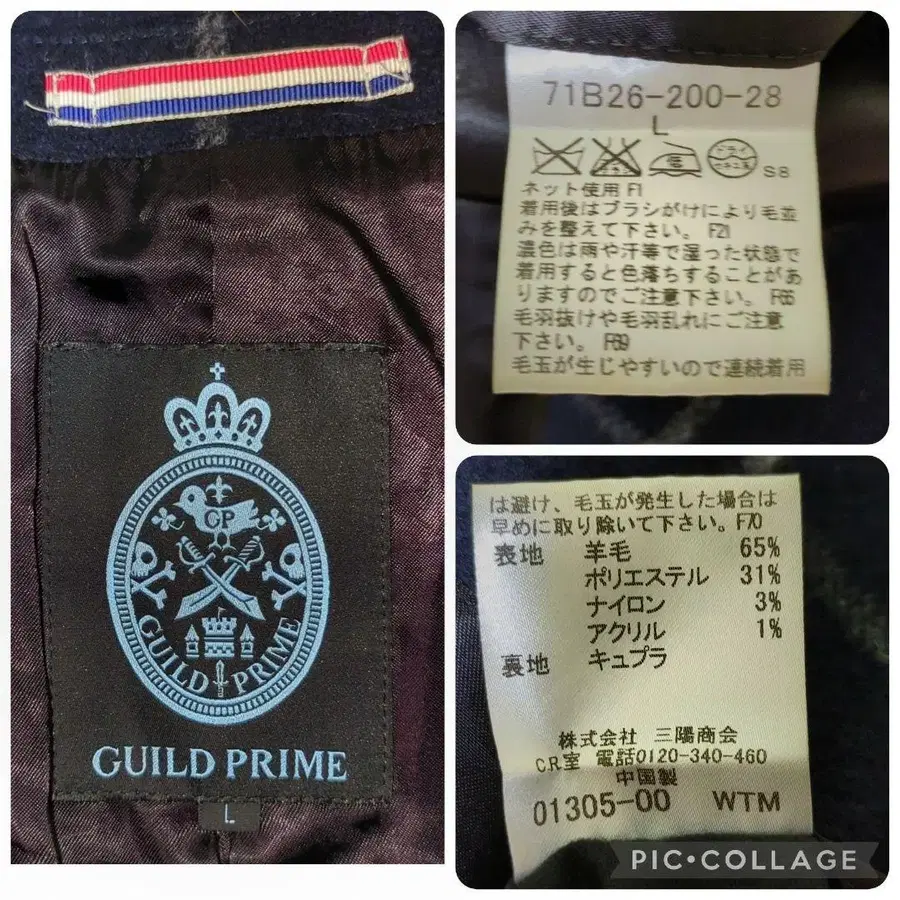 CP
GUILD PRIME
GUILD PRIME
L
71B26-200-28
L
ドライ
S8
ネット使用 F1
着用後はブラシがけにより毛並
みを整えて下さい。 F21
濃色は雨や汗等で湿った状態で
着用すると色落ちすることがあ
りますのでご注意下さい。 F66
毛羽抜けや毛羽乱れにご注意
下さい。 F69
毛玉が生じやすいので連続着用
は避け、毛玉が発生した場合は
早めに取り除いて下さい。F70
表地 羊毛 65%
ポリエステル 31%
ナイロン 3%
アクリル 1%
裏地 キュプラ
株式会社 三陽商会
CR室 電話0120-340-460
中国製
01305-00 WTM
PIC•COLLAGE